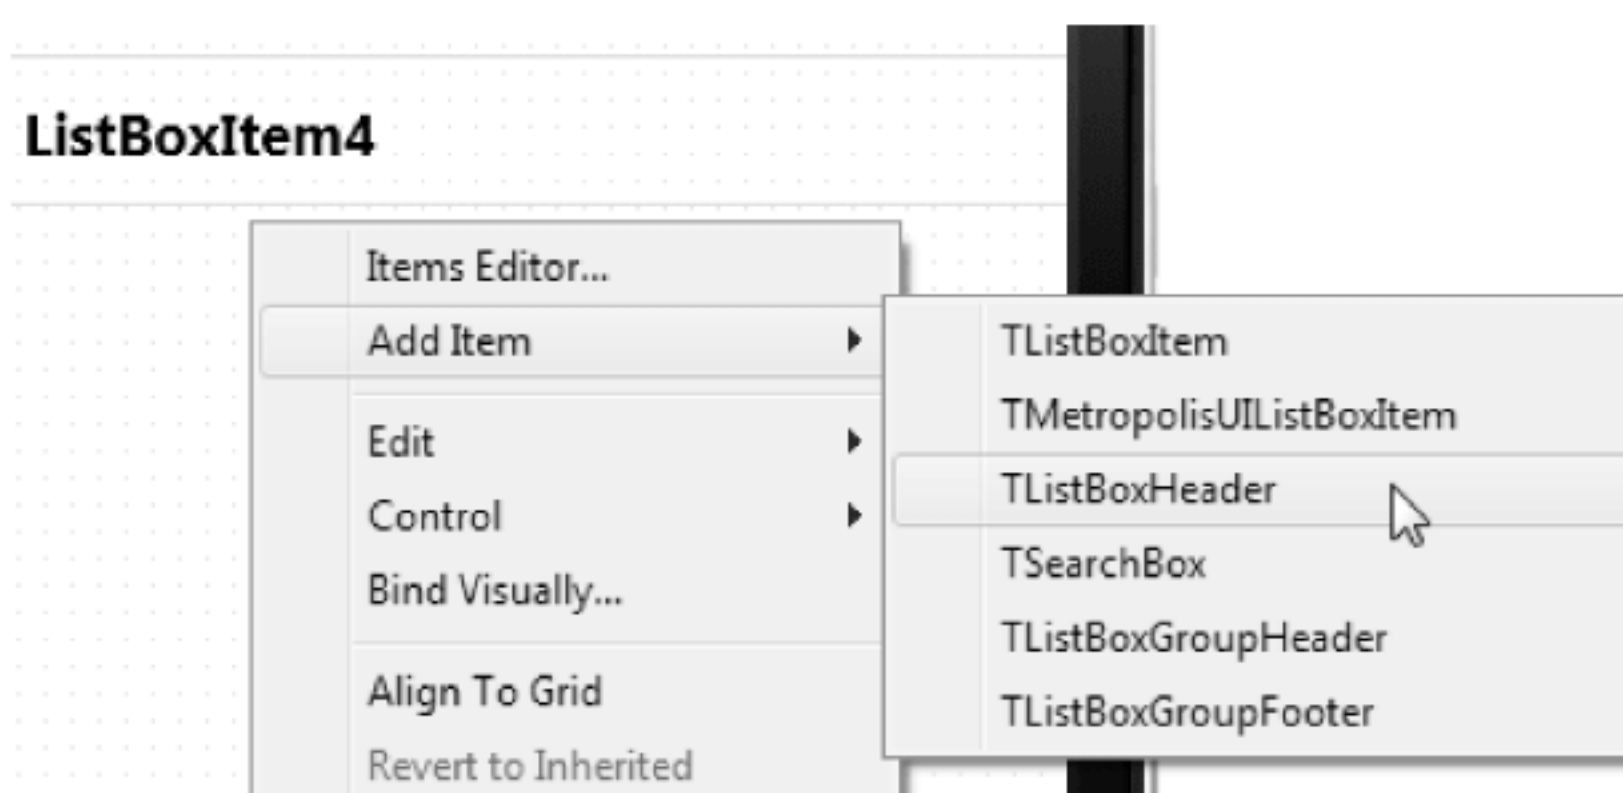 ListBoxItem4
Items Editor...
Add Item
Edit
Control
Bind Visually...
Align To Grid
Revert to Inherited
TListBoxItem
TMetropolisUIListBoxItem
TListBoxHeader
TSearchBox
TListBoxGroupHeader
TListBoxGroupFooter